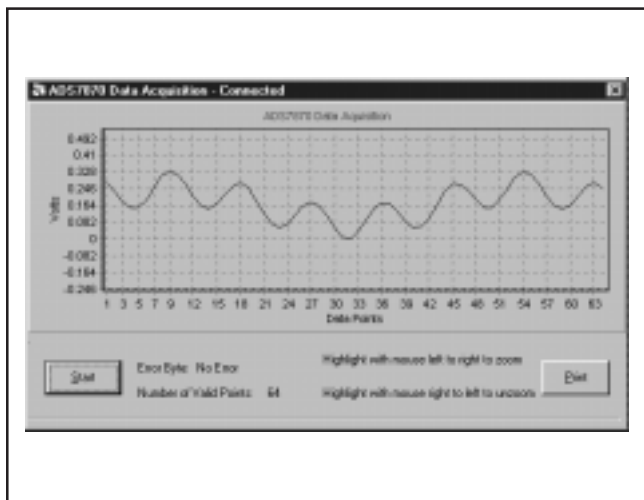 ADS7870 Data Acquisition - Connected
ADS7870 Data Aquisition
0.492
0.41
0.328
0.246
0.164
0.082
0
-0.082
-0.164
-0.246
Volts
1 3 5 7 9 12 15 18 21 24 27 30 33 36 39 42 45 48 51 54 57 60 63
Data Points
Start
Error Byte: No Error
Number of Valid Points: 64
Highlight with mouse left to right to zoom
Highlight with mouse right to left to unzoom
Print